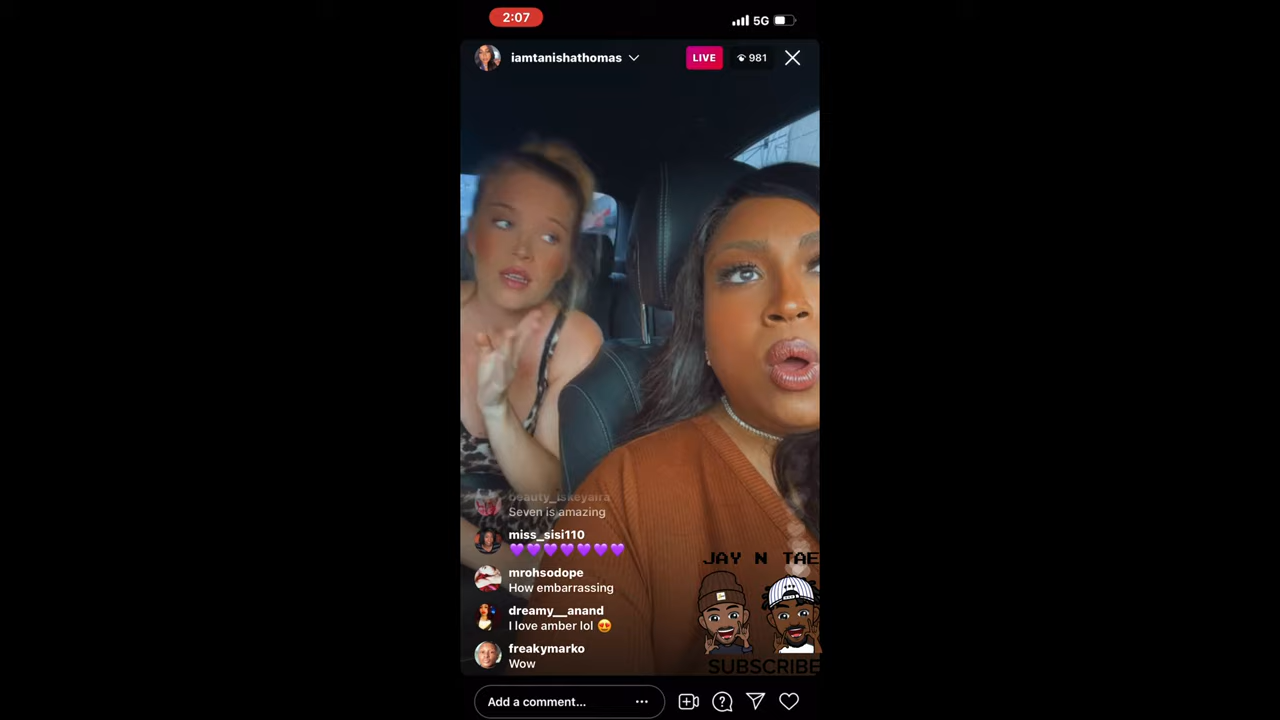 2:07
5G
iamtanishathomas
LIVE
981
beauty_iskeyaira
Seven is amazing
miss_sisi110
💜💜💜💜💜💜💜
mrohsodope
How embarrassing
dreamy__anand
I love amber lol 😍
freakymarko
Wow
JAY N TAE
SUBSCRIBE
Add a comment...